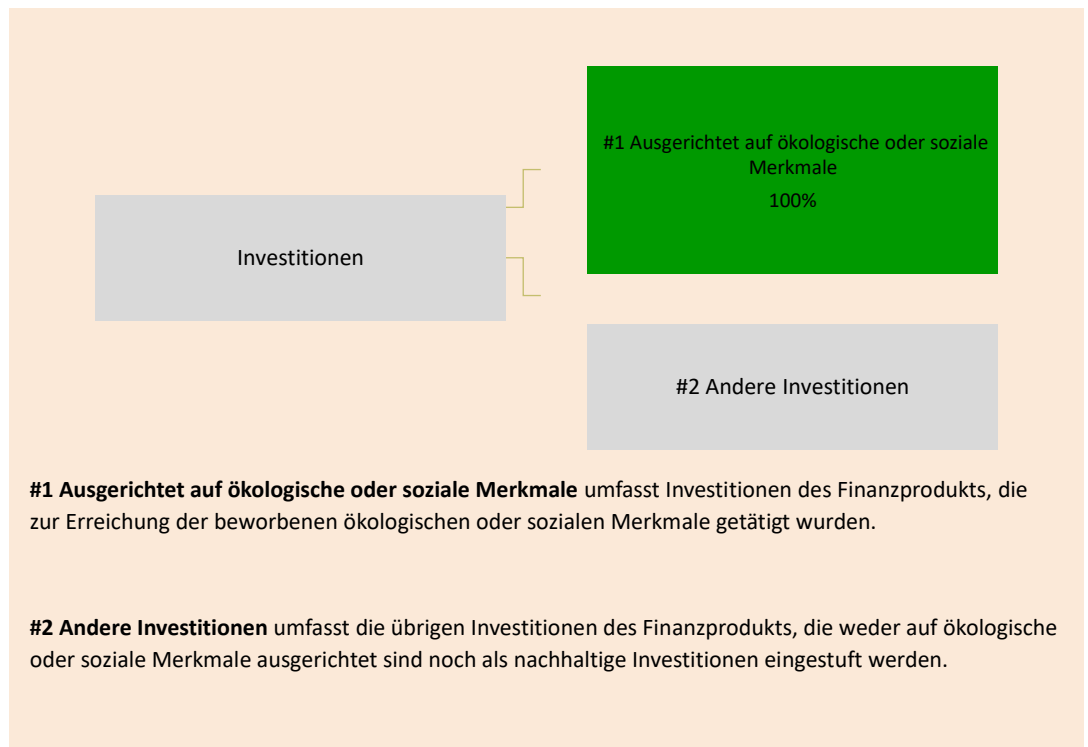 #1 Ausgerichtet auf ökologische oder soziale
Merkmale
100%
Investitionen
#2 Andere Investitionen
#1 Ausgerichtet auf ökologische oder soziale Merkmale umfasst Investitionen des Finanzprodukts, die
zur Erreichung der beworbenen ökologischen oder sozialen Merkmale getätigt wurden.
#2 Andere Investitionen umfasst die übrigen Investitionen des Finanzprodukts, die weder auf ökologische
oder soziale Merkmale ausgerichtet sind noch als nachhaltige Investitionen eingestuft werden.